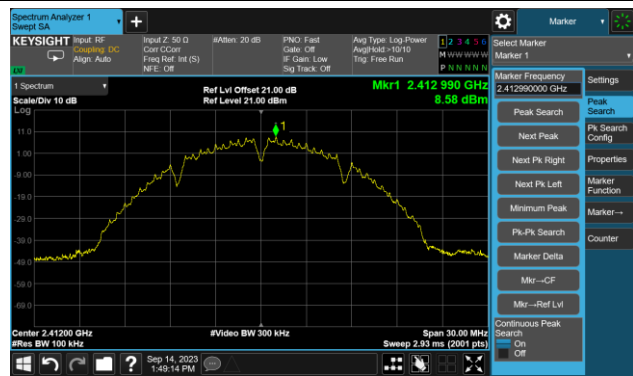 Spectrum Analyzer 1
Swept SA
Marker
KEYSIGHT
Input: RF
Coupling: DC
Align: Auto
Input Z: 50 Ω
Corr CCorr
Freq Ref: Int (S)
NFE: Off
#Atten: 20 dB
PNO: Fast
Gate: Off
IF Gain: Low
Sig Track: Off
Avg Type: Log-Power
Avg|Hold:>10/10
Trig: Free Run
1 2 3 4 5 6
M W W W W W
P N N N N N
Select Marker
Marker 1
1 Spectrum
Scale/Div 10 dB
Log
Ref Lvl Offset 21.00 dB
Ref Level 21.00 dBm
Mkr1 2.412 990 GHz
8.58 dBm
1
11.0
1.00
-9.00
-19.0
-29.0
-39.0
-49.0
-59.0
-69.0
Center 2.41200 GHz
#Res BW 100 kHz
#Video BW 300 kHz
Span 30.00 MHz
Sweep 2.93 ms (2001 pts)
Marker Frequency
2.412990000 GHz
Peak Search
Next Peak
Next Pk Right
Next Pk Left
Minimum Peak
Pk-Pk Search
Marker Delta
Mkr→CF
Mkr→Ref Lvl
Continuous Peak
Search
On
Off
Settings
Peak
Search
Pk Search
Config
Properties
Marker
Function
Marker→
Counter
?
Sep 14, 2023
1:49:14 PM